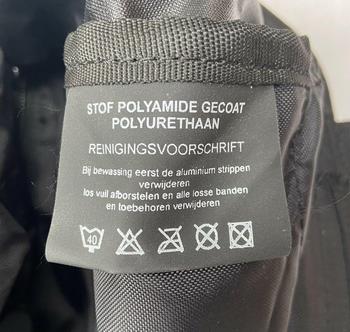 STOF POLYAMIDE GECOAT
POLYURETHAAN
REINIGINGSVOORSCHRIFT
Bij bewassing eerst de aluminium strippen
verwijderen
los vuil afborstelen en alle losse banden
en toebehoren verwijderen
40